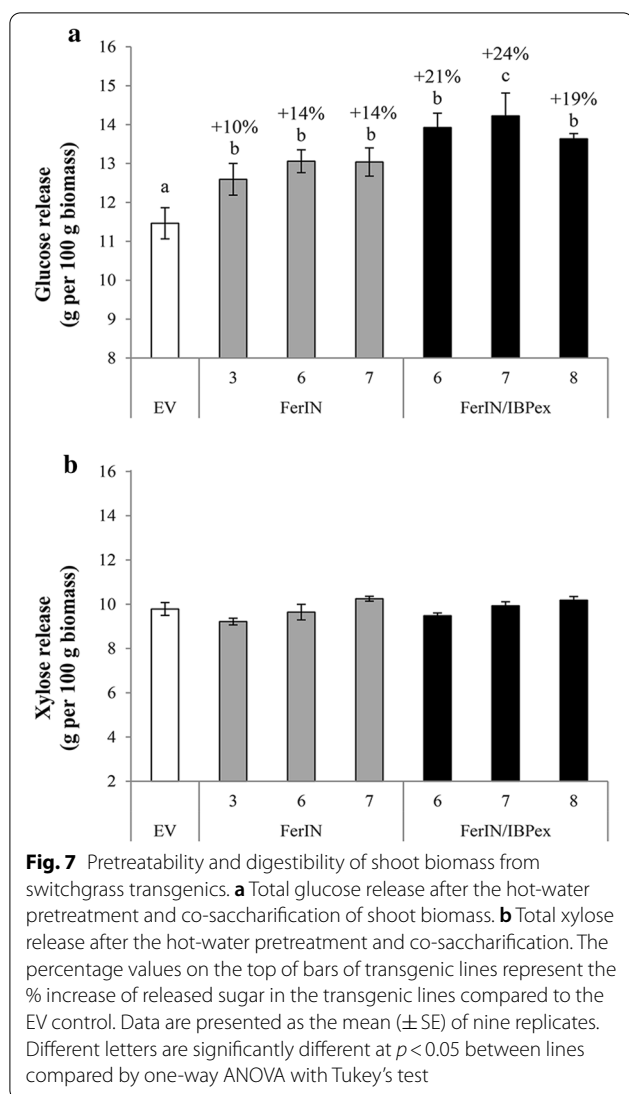 a
16
15
14
13
12
11
10
9
8
Glucose release
(g per 100 g biomass)
a
+10%
b
+14%
b
+14%
b
+21%
b
+24%
c
+19%
b
3 6 7 6 7 8
EV FerIN FerIN/IBPex
b
16
14
12
10
8
6
4
2
Xylose release
(g per 100 g biomass)
3 6 7 6 7 8
EV FerIN FerIN/IBPex
Fig. 7 Pretreatability and digestibility of shoot biomass from
switchgrass transgenics. a Total glucose release after the hot-water
pretreatment and co-saccharification of shoot biomass. b Total xylose
release after the hot-water pretreatment and co-saccharification. The
percentage values on the top of bars of transgenic lines represent the
% increase of released sugar in the transgenic lines compared to the
EV control. Data are presented as the mean (± SE) of nine replicates.
Different letters are significantly different at p < 0.05 between lines
compared by one-way ANOVA with Tukey's test